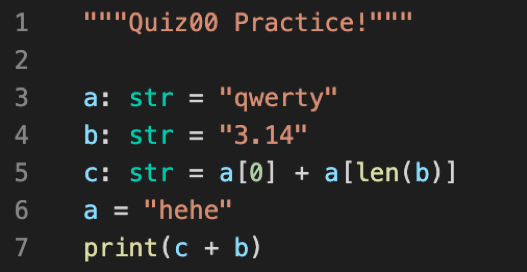 1 """Quiz00 Practice!"""
2
3 a: str = "qwerty"
4 b: str = "3.14"
5 c: str = a[0] + a[len(b)]
6 a = "hehe"
7 print(c + b)